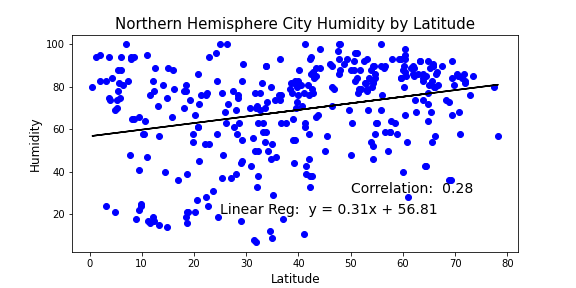 Northern Hemisphere City Humidity by Latitude
100
80
60
40
20
Humidity
Correlation:  0.28
Linear Reg:  y = 0.31x + 56.81
0 10 20 30 40 50 60 70 80
Latitude